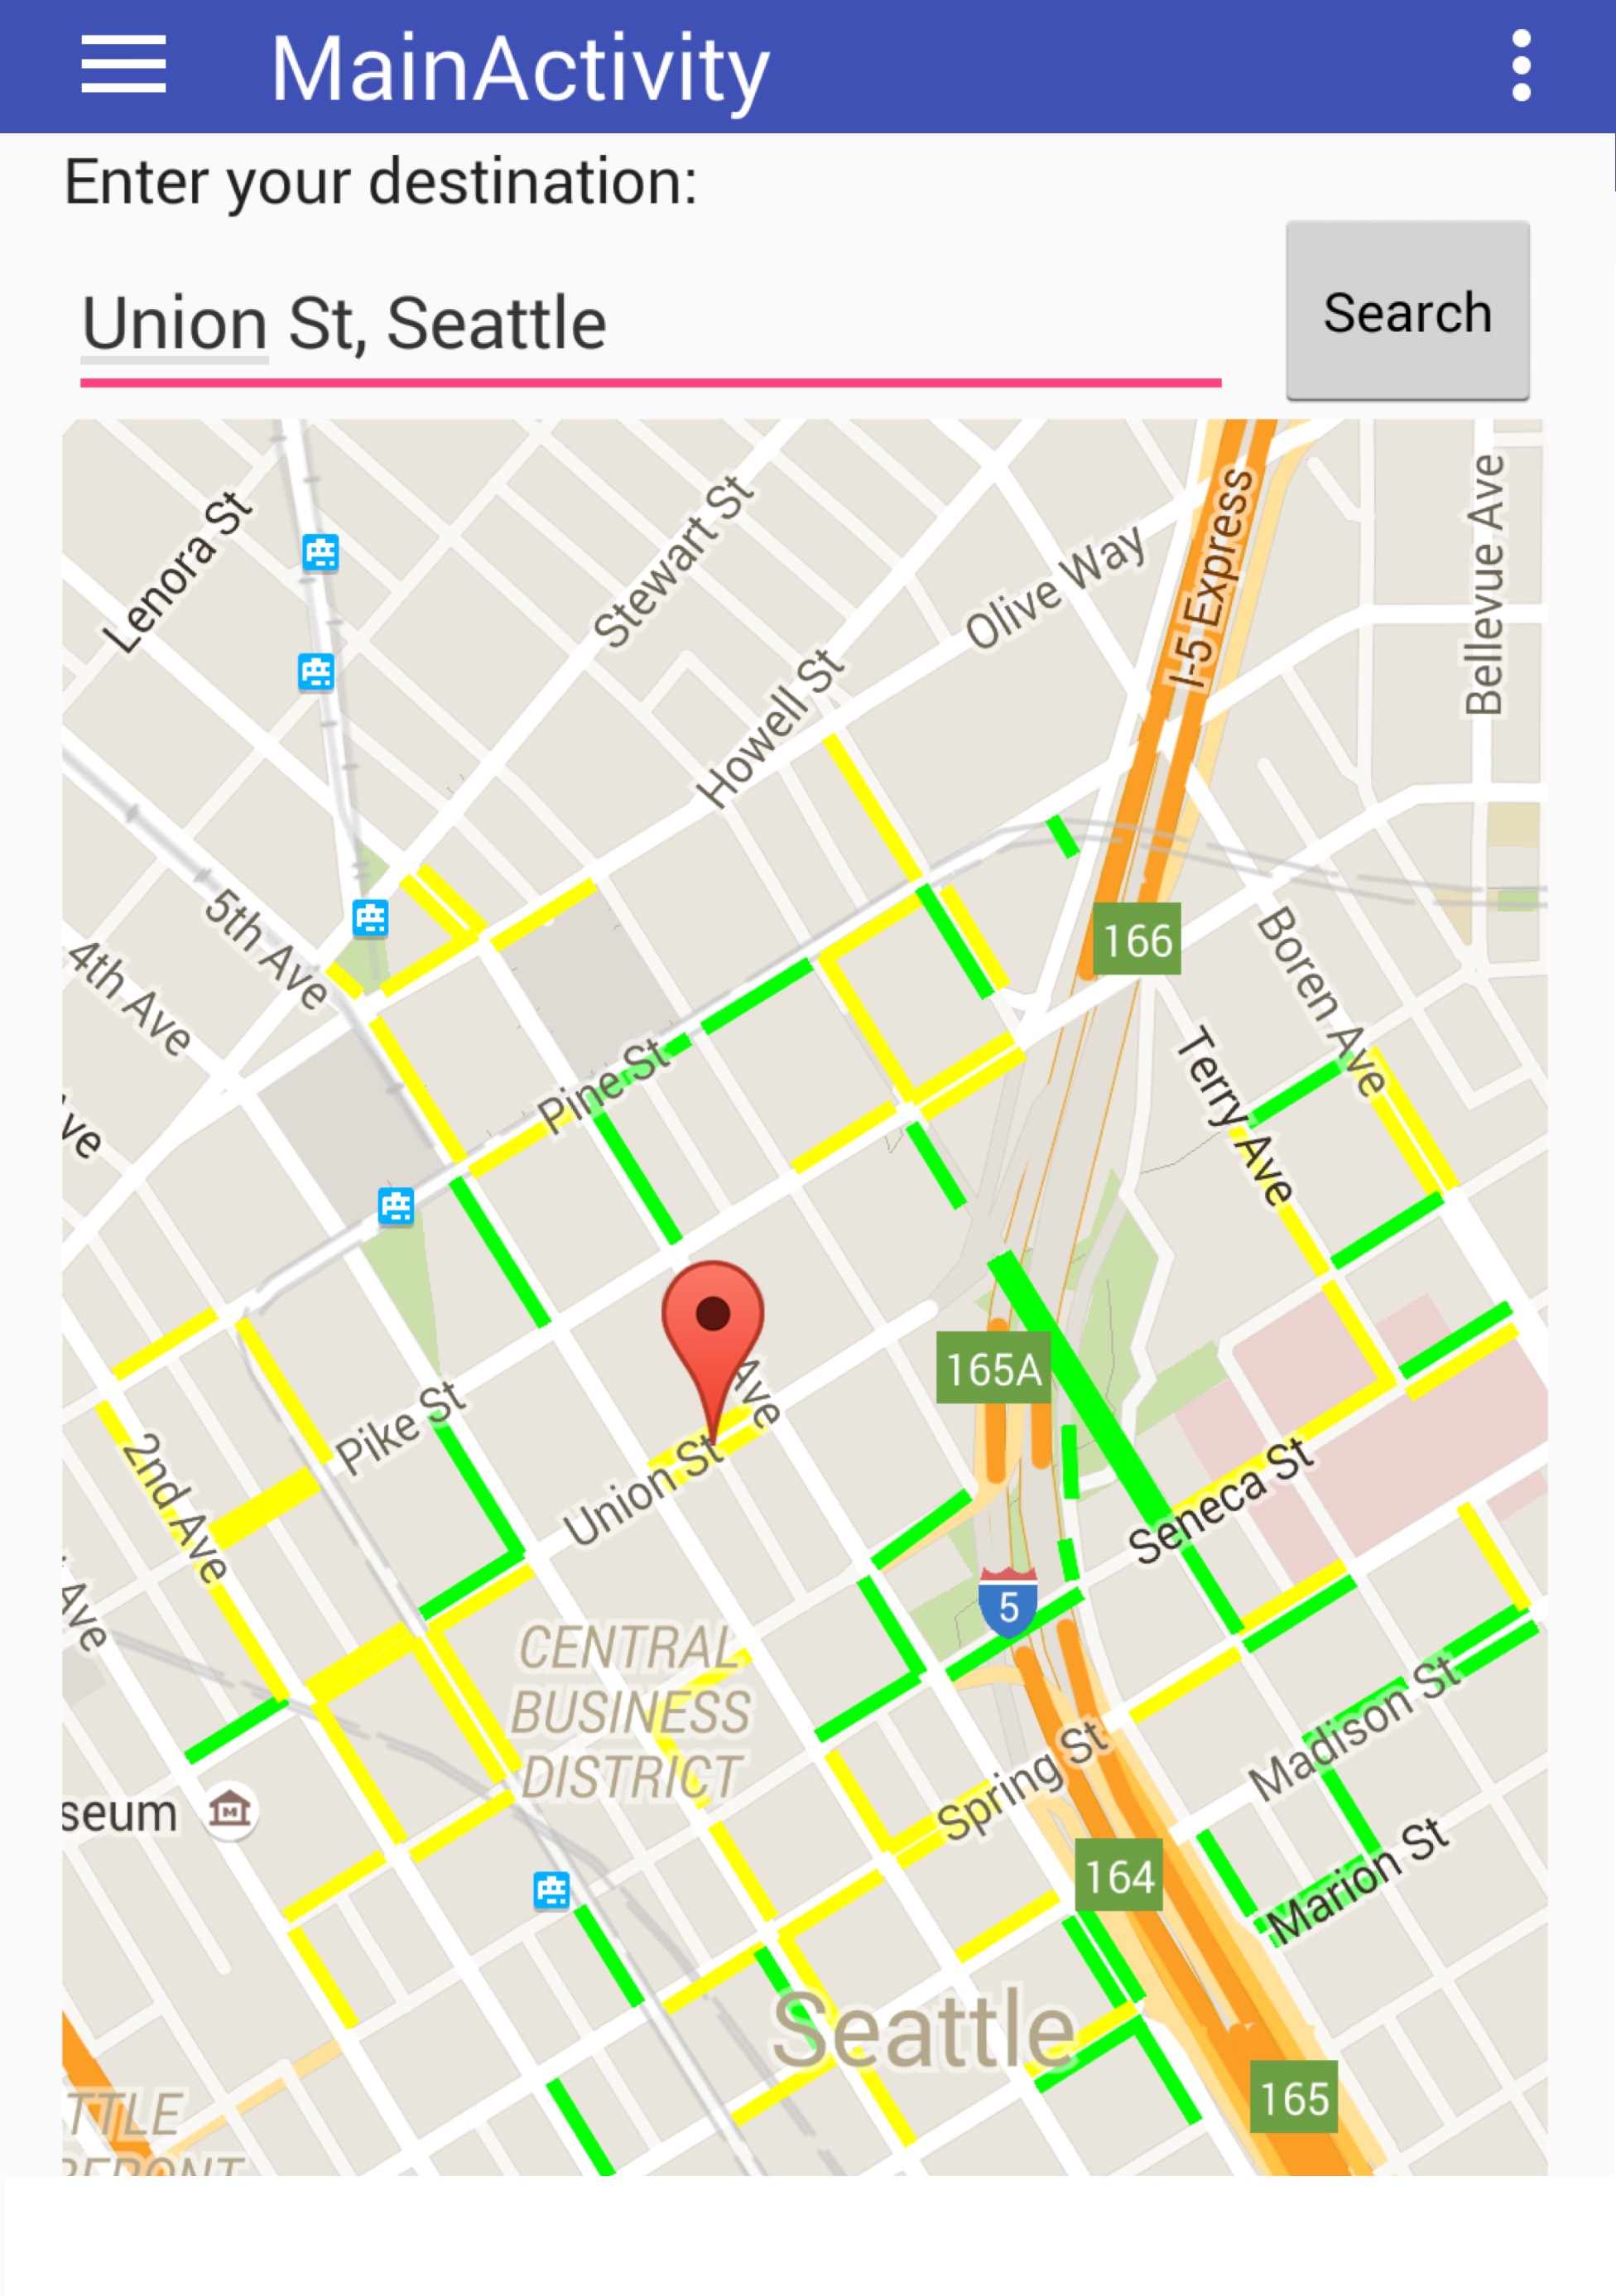 MainActivity
Enter your destination:
Union St, Seattle
Search
Lenora St
Stewart St
Howell St
Olive Way
I-5 Express
Bellevue Ave
5th Ave
4th Ave
166
Boren Ave
Terry Ave
Pine St
ve
Ave
165A
Pike St
2nd Ave
Union St
Seneca St
Ave
5
CENTRAL
BUSINESS
DISTRICT
Spring St
Madison St
Marion St
seum
M
164
Seattle
165
TTLE